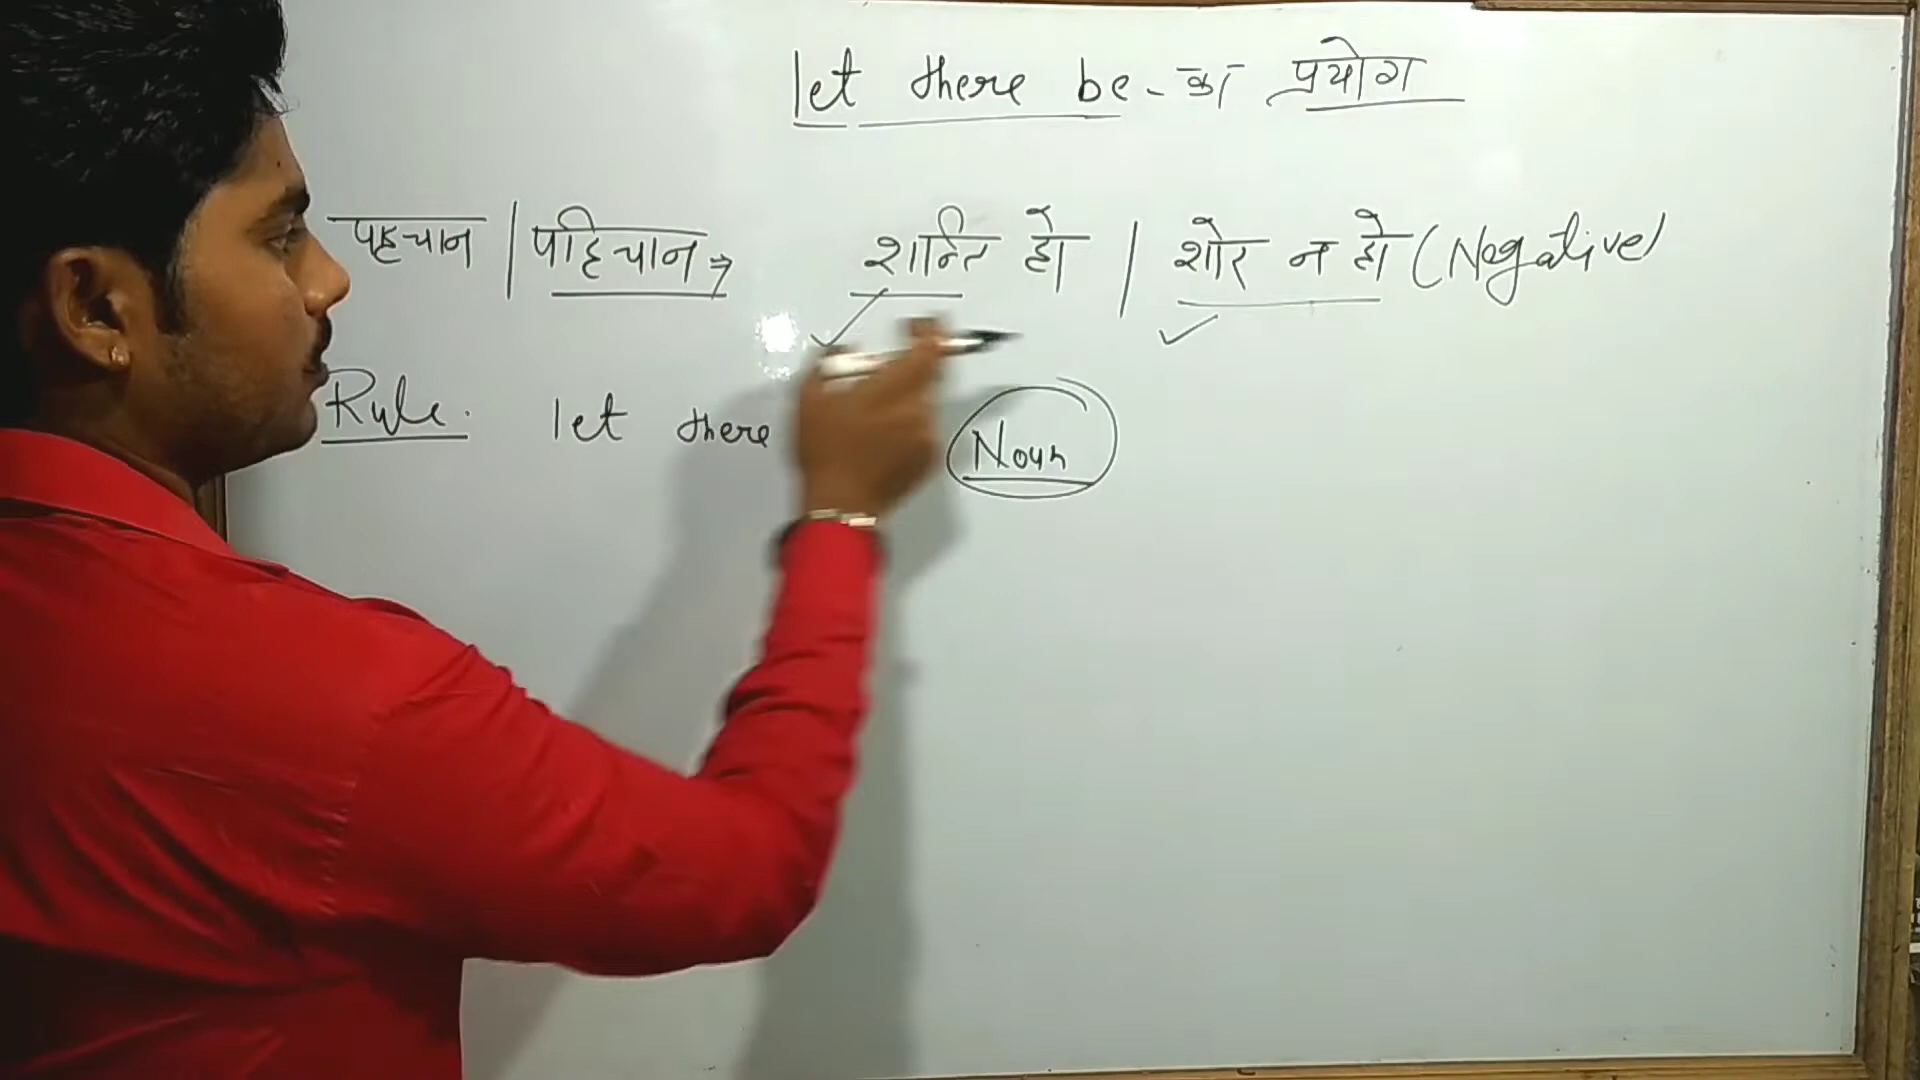 let there be - का प्रयोग
पहचान | पहिचान → शान्ति हो | शोर न हो (Negative)
Rule. let there Noun